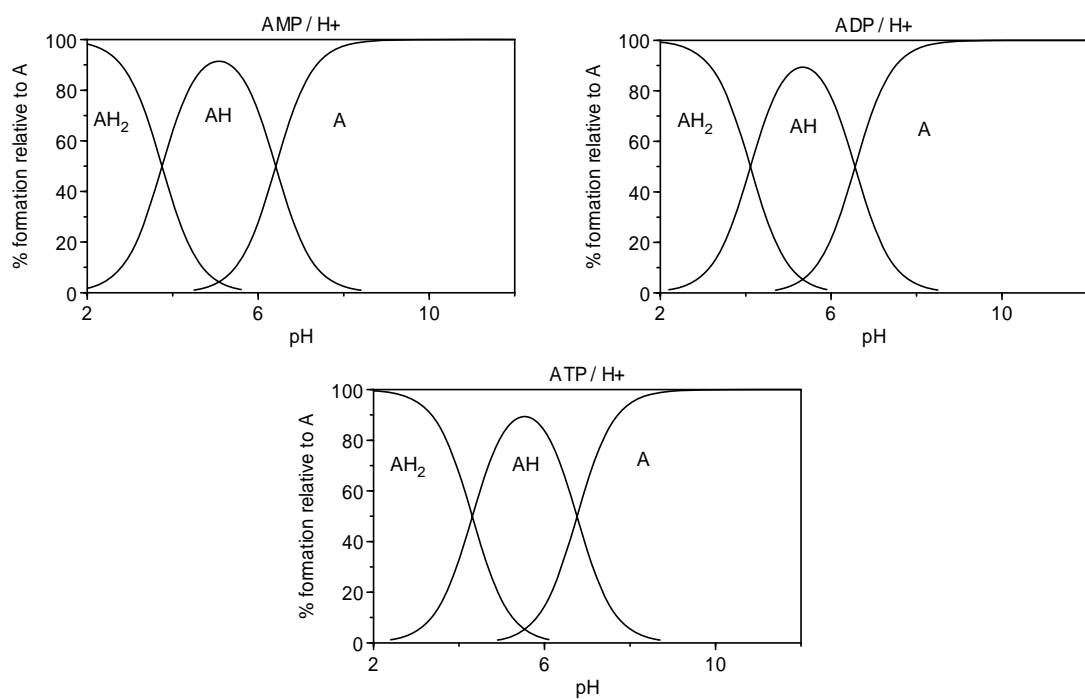 AMP / H+
100
80
60
40
20
0
% formation relative to A
AH2
AH
A
2
6
10
pH
ADP / H+
100
80
60
40
20
0
% formation relative to A
AH2
AH
A
2
6
10
pH
ATP / H+
100
80
60
40
20
0
% formation relative to A
AH2
AH
A
2
6
10
pH